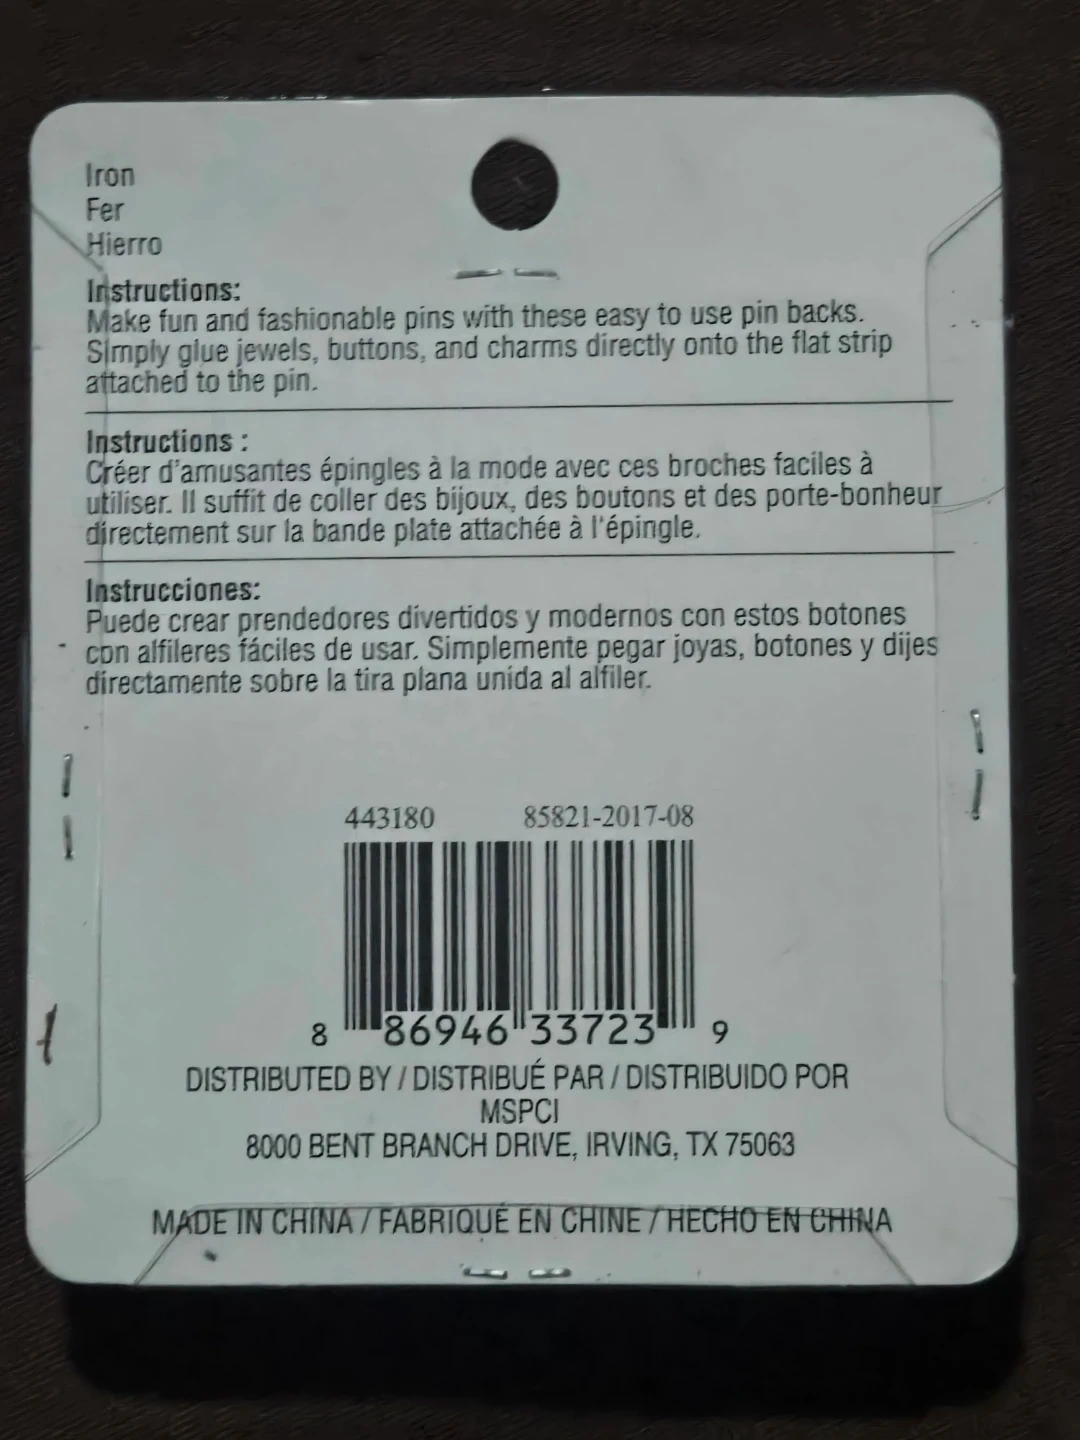 Iron
Fer
Hierro
Instructions:
Make fun and fashionable pins with these easy to use pin backs.
Simply glue jewels, buttons, and charms directly onto the flat strip
attached to the pin.
Instructions :
Créer d'amusantes épingles à la mode avec ces broches faciles à
utiliser. Il suffit de coller des bijoux, des boutons et des porte-bonheur
directement sur la bande plate attachée à l'épingle.
Instrucciones:
Puede crear prendedores divertidos y modernos con estos botones
con alfileres fáciles de usar. Simplemente pegar joyas, botones y dijes
directamente sobre la tira plana unida al alfiler.
443180 85821-2017-08
8 86946 33723 9
DISTRIBUTED BY / DISTRIBUÉ PAR / DISTRIBUIDO POR
MSPCI
8000 BENT BRANCH DRIVE, IRVING, TX 75063
MADE IN CHINA / FABRIQUÉ EN CHINE / HECHO EN CHINA